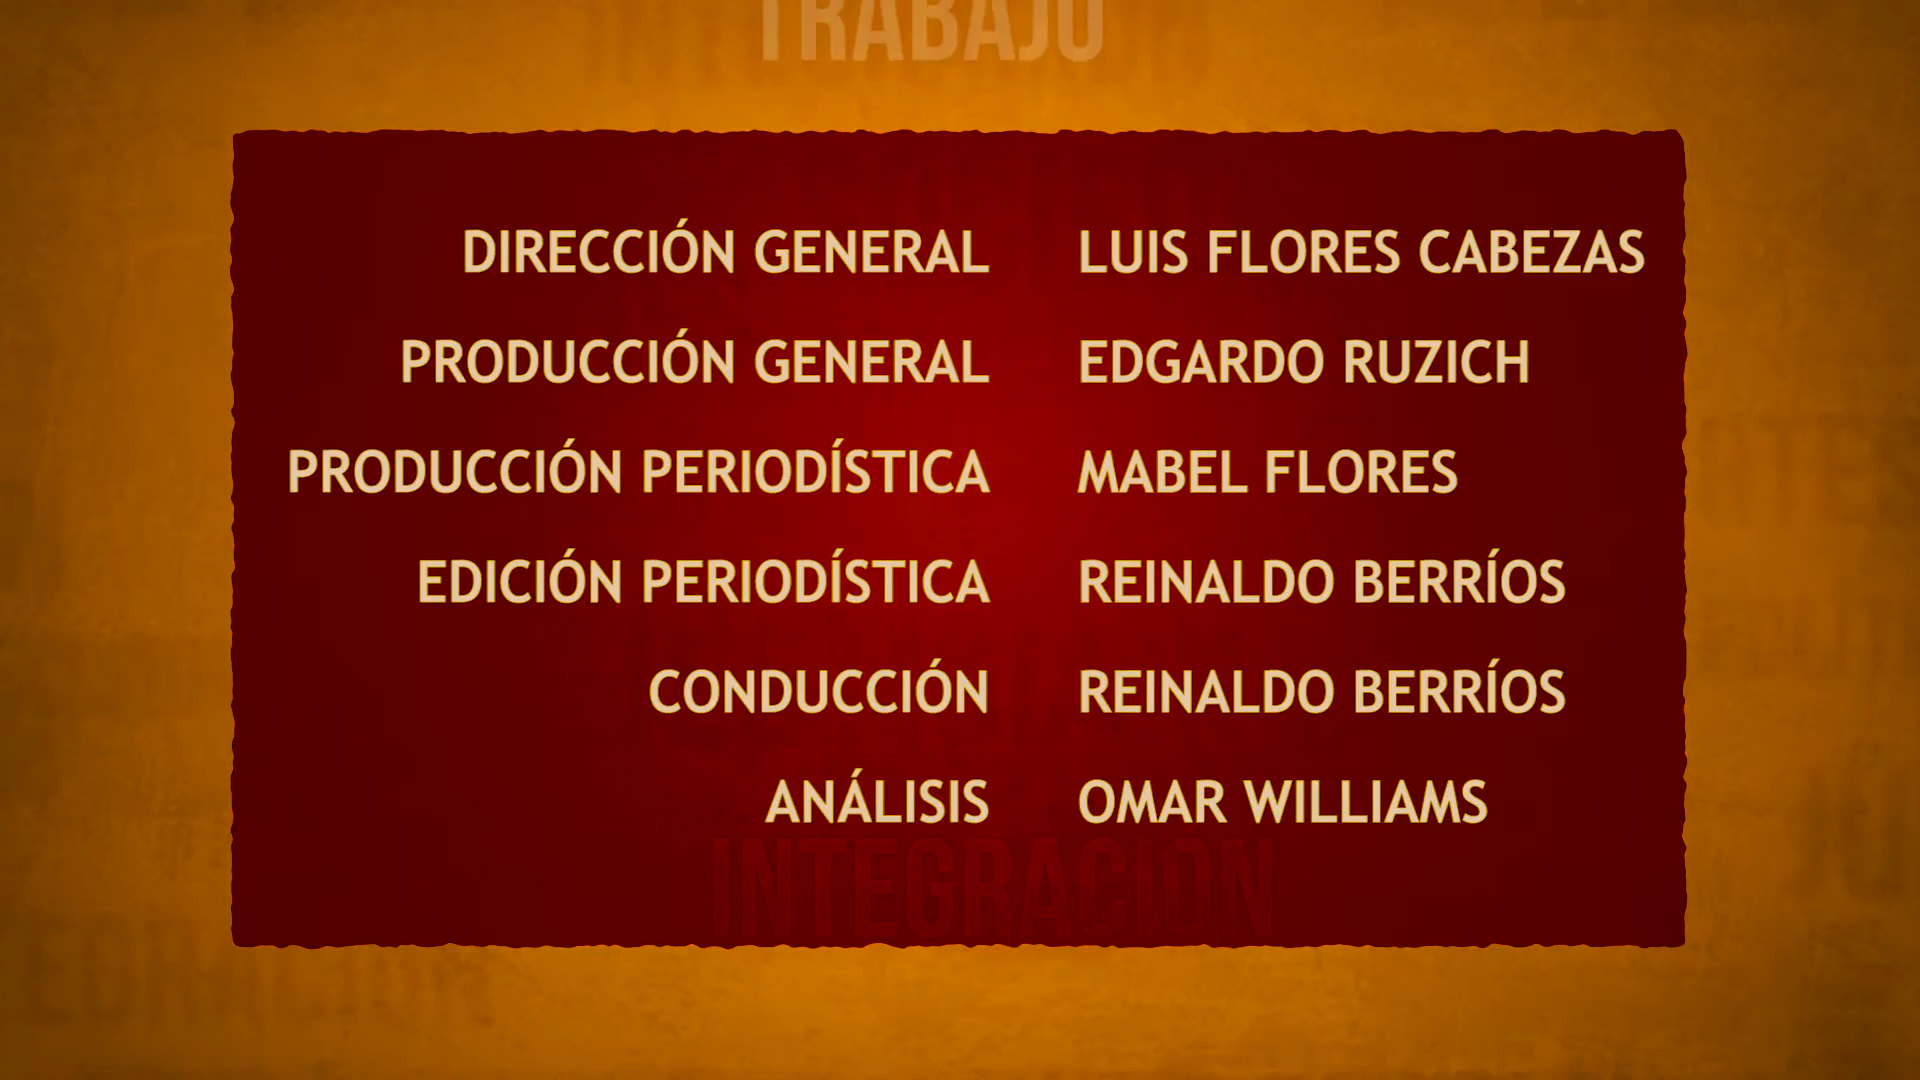 TRABAJO
DIRECCIÓN GENERAL LUIS FLORES CABEZAS
PRODUCCIÓN GENERAL EDGARDO RUZICH
PRODUCCIÓN PERIODÍSTICA MABEL FLORES
EDICIÓN PERIODÍSTICA REINALDO BERRÍOS
CONDUCCIÓN REINALDO BERRÍOS
ANÁLISIS OMAR WILLIAMS
INTEGRACIÓN